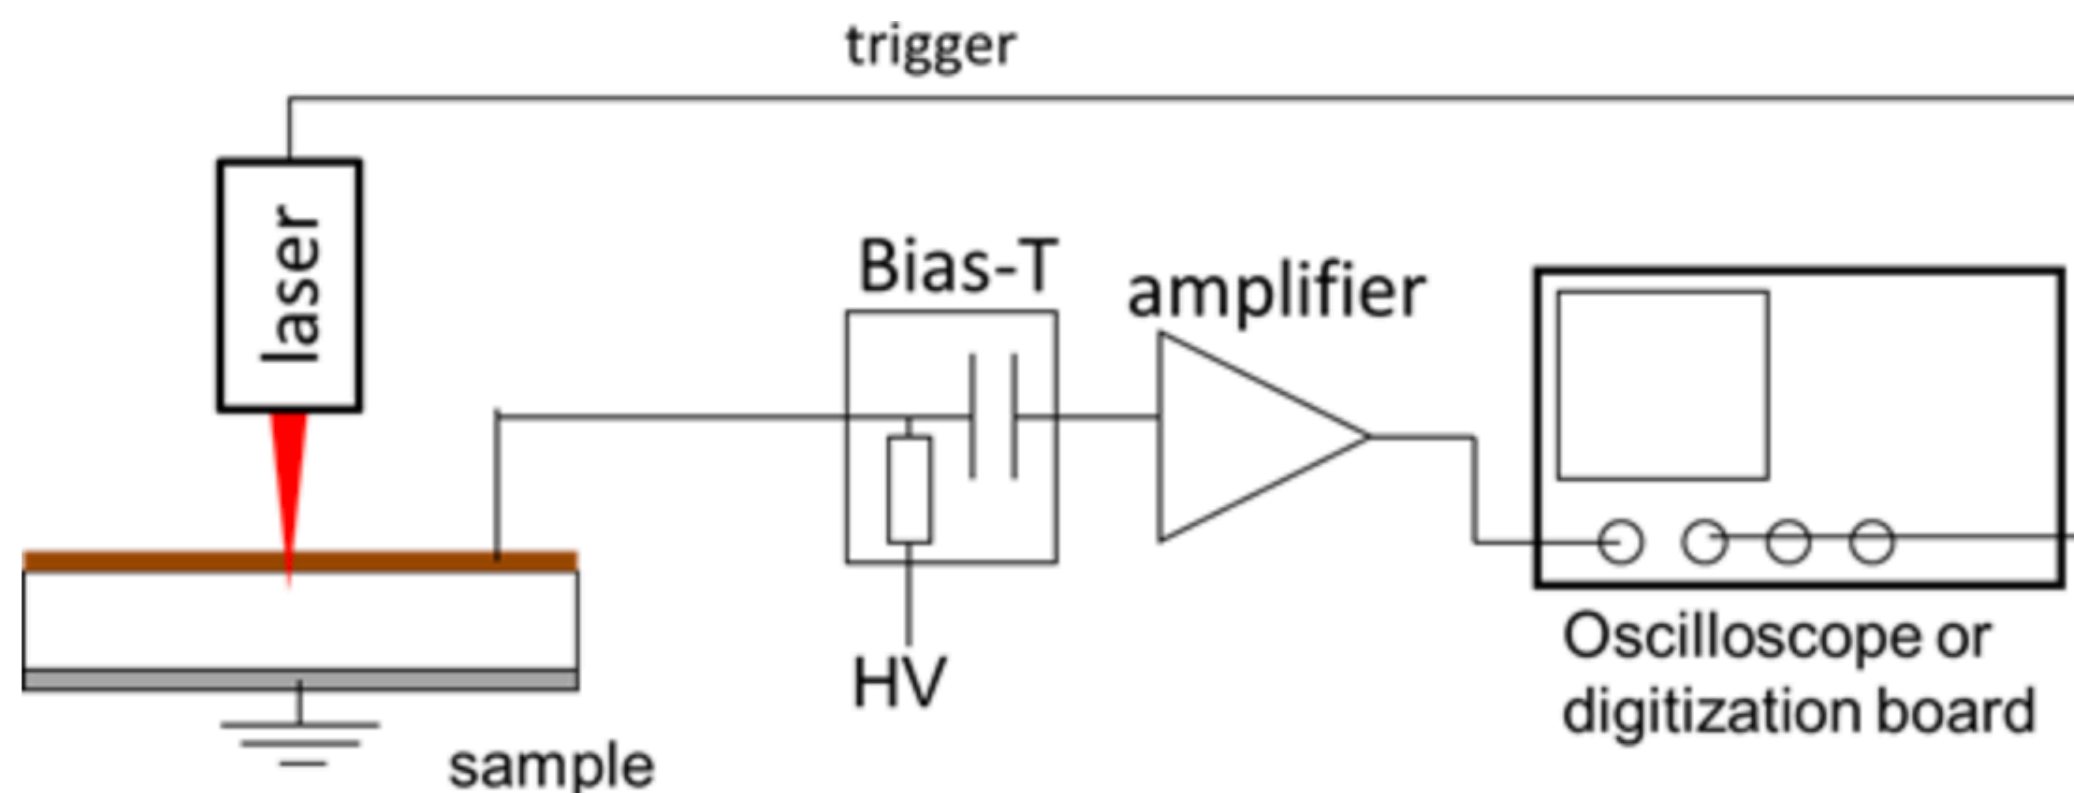 trigger
laser
Bias-T
amplifier
HV
Oscilloscope or
digitization board
sample